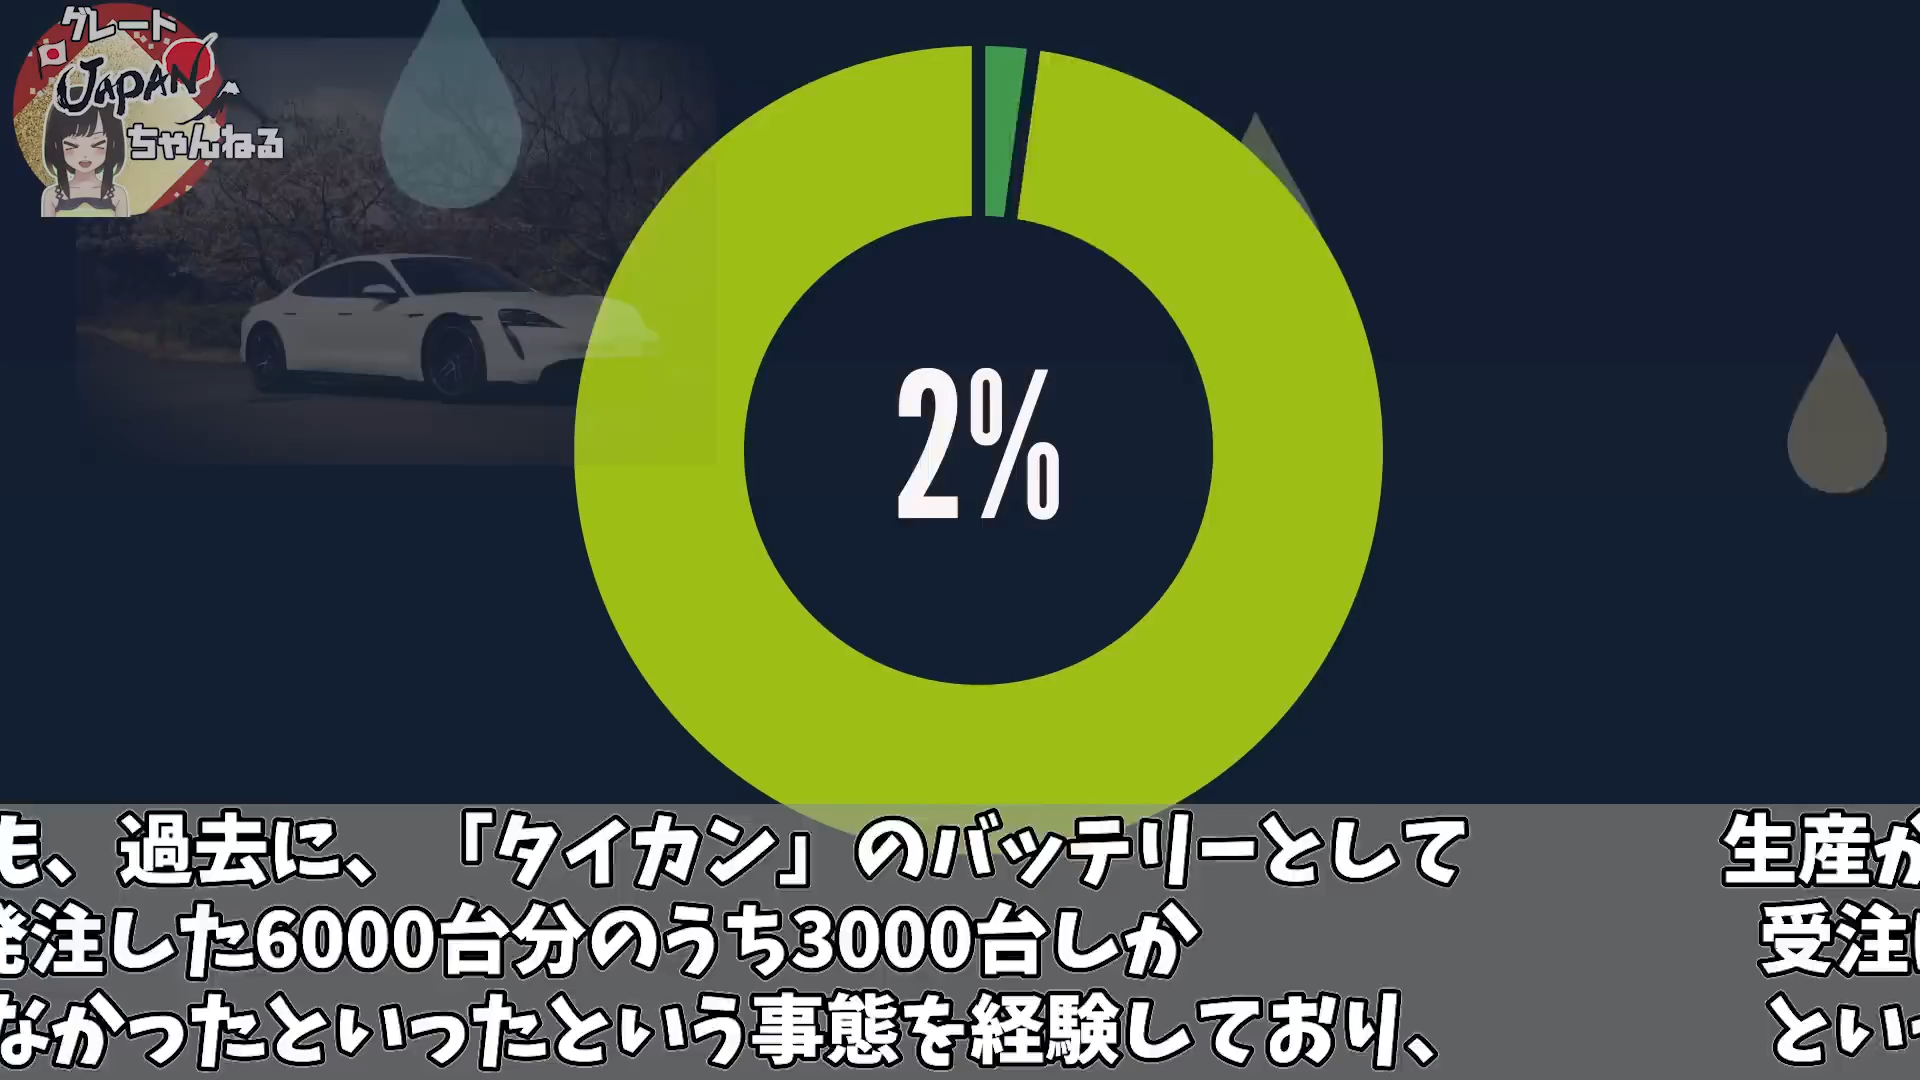 グレート
JAPAN
ちゃんねる
2%
も、過去に、「タイカン」のバッテリーとして
発注した6000台分のうち3000台しか
なかったといったという事態を経験しており、
生産が
受注
とい